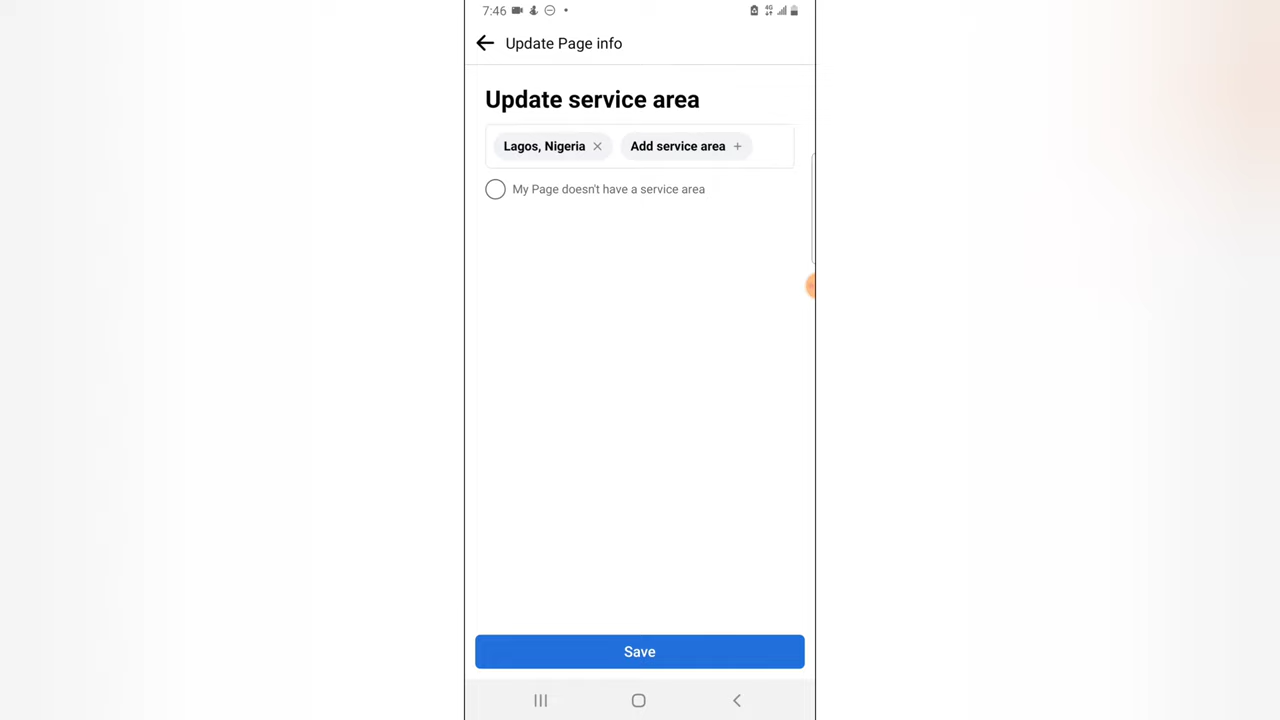 7:46
4G
Update Page info
Update service area
Lagos, Nigeria × Add service area +
My Page doesn't have a service area
Save